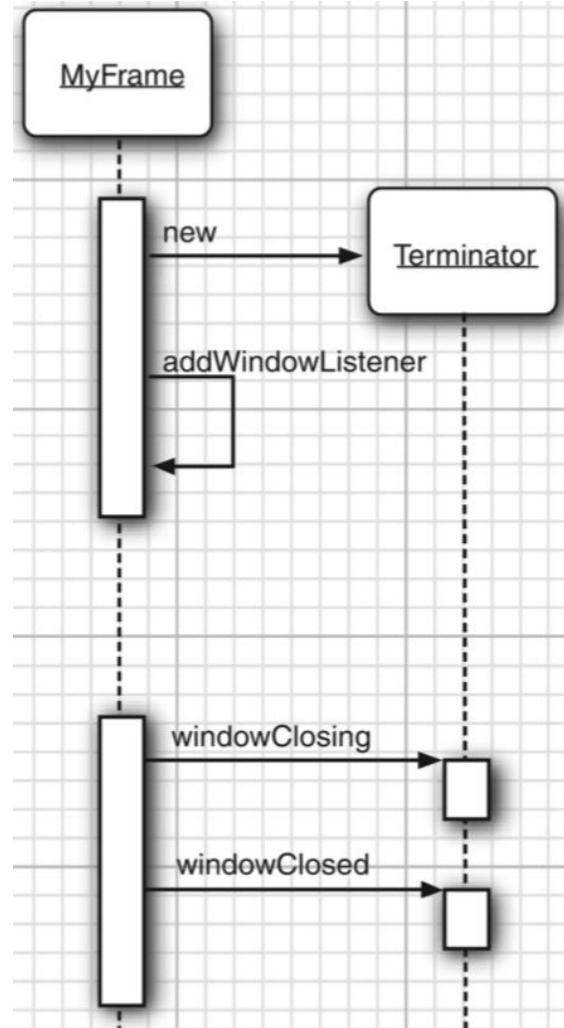 MyFrame
new
Terminator
addWindowListener
windowClosing
windowClosed